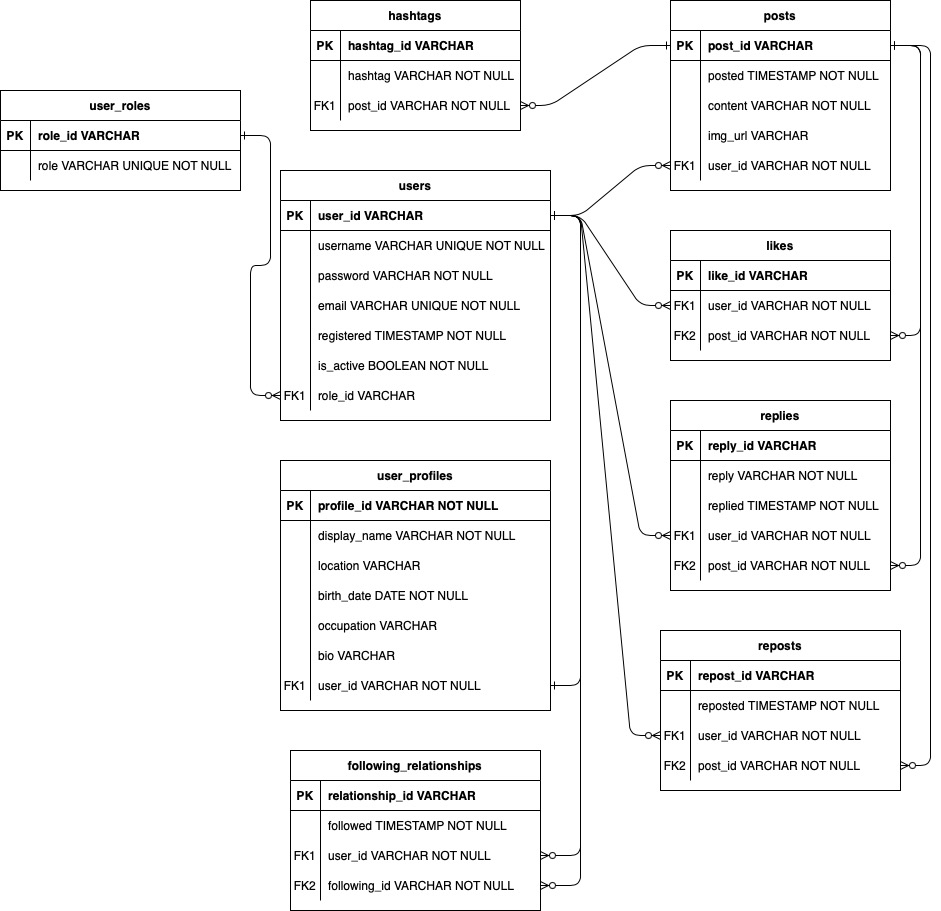 hashtags
PK hashtag_id VARCHAR
hashtag VARCHAR NOT NULL
FK1 post_id VARCHAR NOT NULL
posts
PK post_id VARCHAR
posted TIMESTAMP NOT NULL
content VARCHAR NOT NULL
img_url VARCHAR
FK1 user_id VARCHAR NOT NULL
user_roles
PK role_id VARCHAR
role VARCHAR UNIQUE NOT NULL
users
PK user_id VARCHAR
username VARCHAR UNIQUE NOT NULL
password VARCHAR NOT NULL
email VARCHAR UNIQUE NOT NULL
registered TIMESTAMP NOT NULL
is_active BOOLEAN NOT NULL
FK1 role_id VARCHAR
likes
PK like_id VARCHAR
FK1 user_id VARCHAR NOT NULL
FK2 post_id VARCHAR NOT NULL
replies
PK reply_id VARCHAR
reply VARCHAR NOT NULL
replied TIMESTAMP NOT NULL
FK1 user_id VARCHAR NOT NULL
FK2 post_id VARCHAR NOT NULL
user_profiles
PK profile_id VARCHAR NOT NULL
display_name VARCHAR NOT NULL
location VARCHAR
birth_date DATE NOT NULL
occupation VARCHAR
bio VARCHAR
FK1 user_id VARCHAR NOT NULL
reposts
PK repost_id VARCHAR
reposted TIMESTAMP NOT NULL
FK1 user_id VARCHAR NOT NULL
FK2 post_id VARCHAR NOT NULL
following_relationships
PK relationship_id VARCHAR
followed TIMESTAMP NOT NULL
FK1 user_id VARCHAR NOT NULL
FK2 following_id VARCHAR NOT NULL